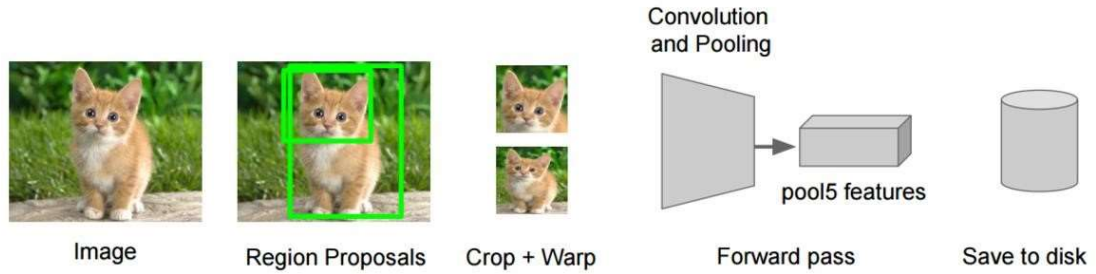 Convolution
and Pooling
pool5 features
Image
Region Proposals
Crop + Warp
Forward pass
Save to disk